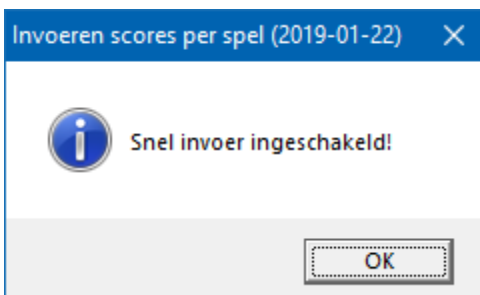 Invoeren scores per spel (2019-01-22)
Snel invoer ingeschakeld!
OK